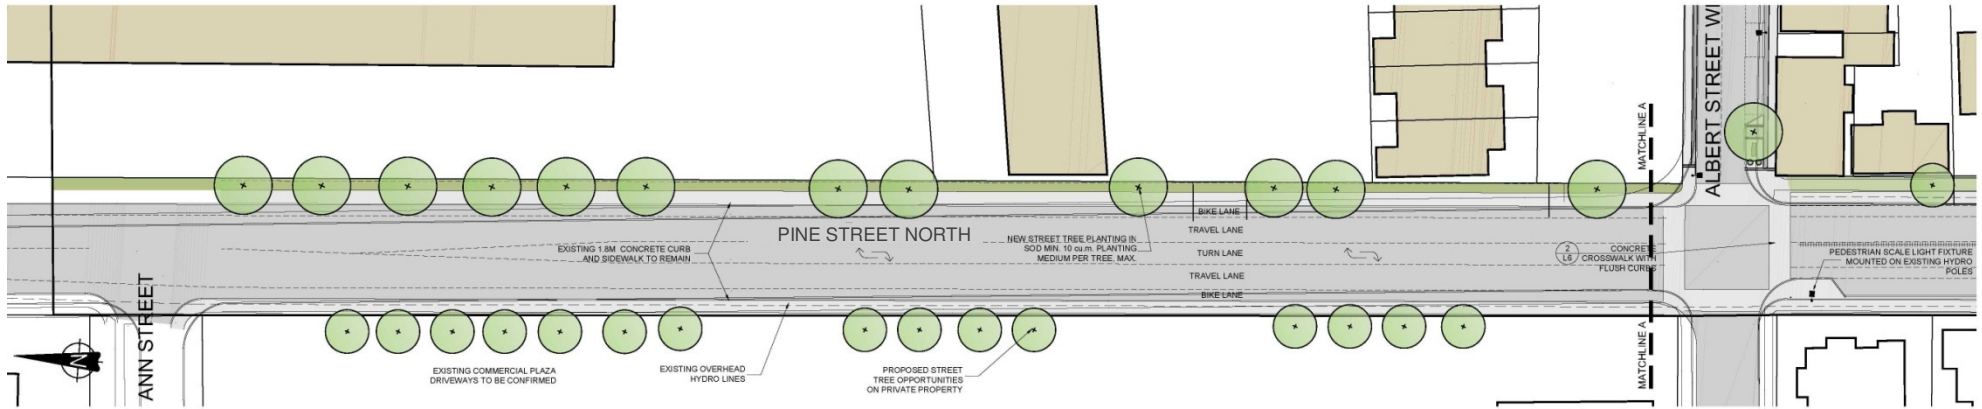 ALBERT STREET
MATCHLINE A
BIKE LANE
TRAVEL LANE
PINE STREET NORTH
NEW STREET TREE PLANTING IN
SOD MIN. 10 cu.m. PLANTING
MEDIUM PER TREE. MAX.
EXISTING 1.8M CONCRETE CURB
AND SIDEWALK TO REMAIN
TURN LANE
2
L6
CONCRETE
CROSSWALK WITH
FLUSH CURBS
PEDESTRIAN SCALE LIGHT FIXTURE
MOUNTED ON EXISTING HYDRO
POLES
TRAVEL LANE
BIKE LANE
ANN STREET
N
EXISTING COMMERCIAL PLAZA
DRIVEWAYS TO BE CONFIRMED
EXISTING OVERHEAD
HYDRO LINES
PROPOSED STREET
TREE OPPORTUNITIES
ON PRIVATE PROPERTY
MATCHLINE A